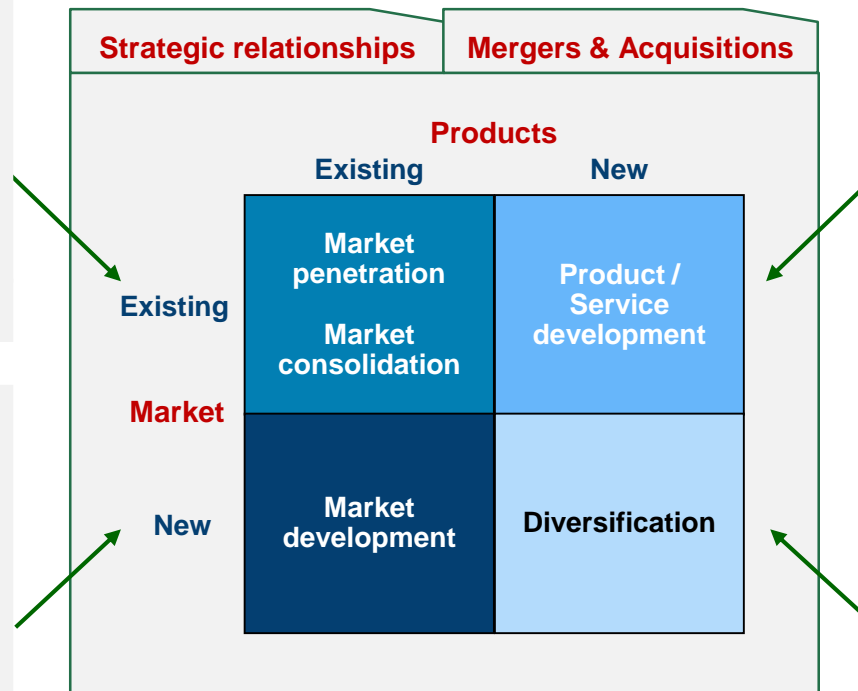 Strategic relationships
Mergers & Acquisitions
Products
Existing
New
Market
penetration
Market
consolidation
Product /
Service
development
Existing
Market
New
Market
development
Diversification